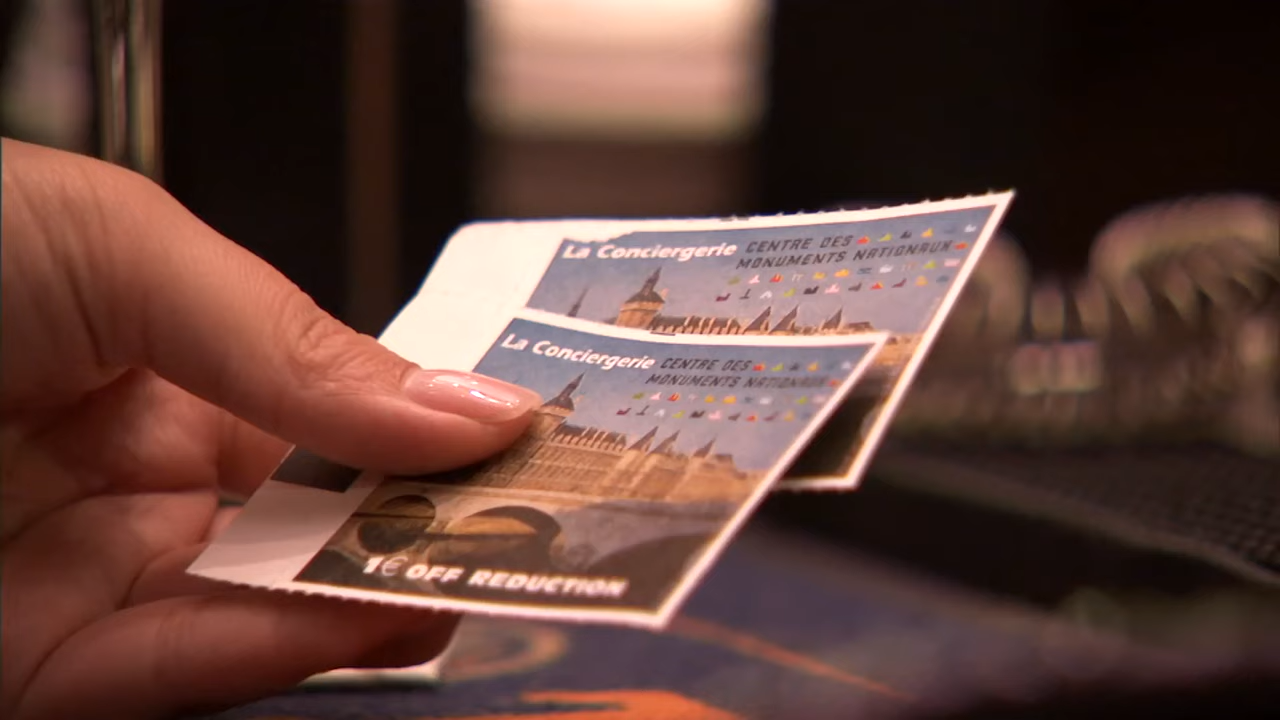 La Conciergerie
CENTRE DES
MONUMENTS NATIONAUX
La Conciergerie
CENTRE DES
MONUMENTS NATIONAUX
1€ OFF REDUCTION